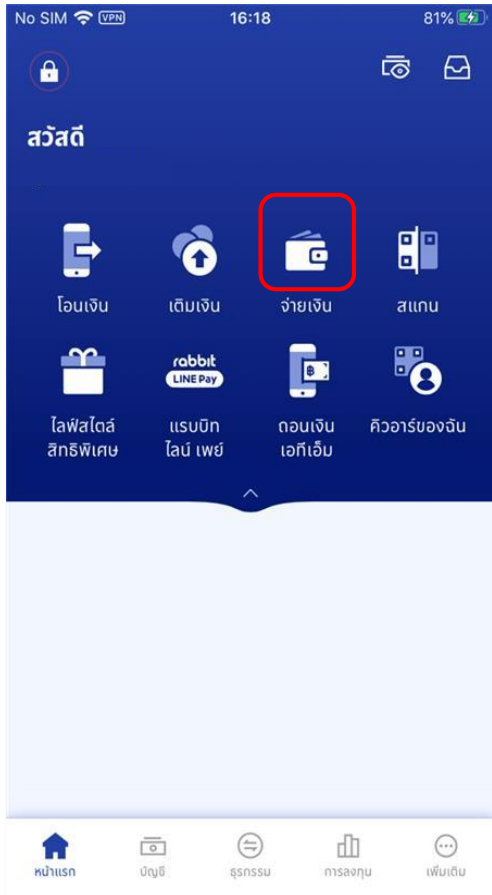 No SIM VPN 16:18 81%
สวัสดี
โอนเงิน เติมเงิน จ่ายเงิน สแกน
rabbit
LINE Pay
ไลฟ์สไตล์ แรบบิท ถอนเงิน คิวอาร์ของฉัน
สิทธิพิเศษ ไลน์ เพย์ เอทีเอ็ม
หน้าแรก บัญชี ธุรกรรม การลงทุน เพิ่มเติม